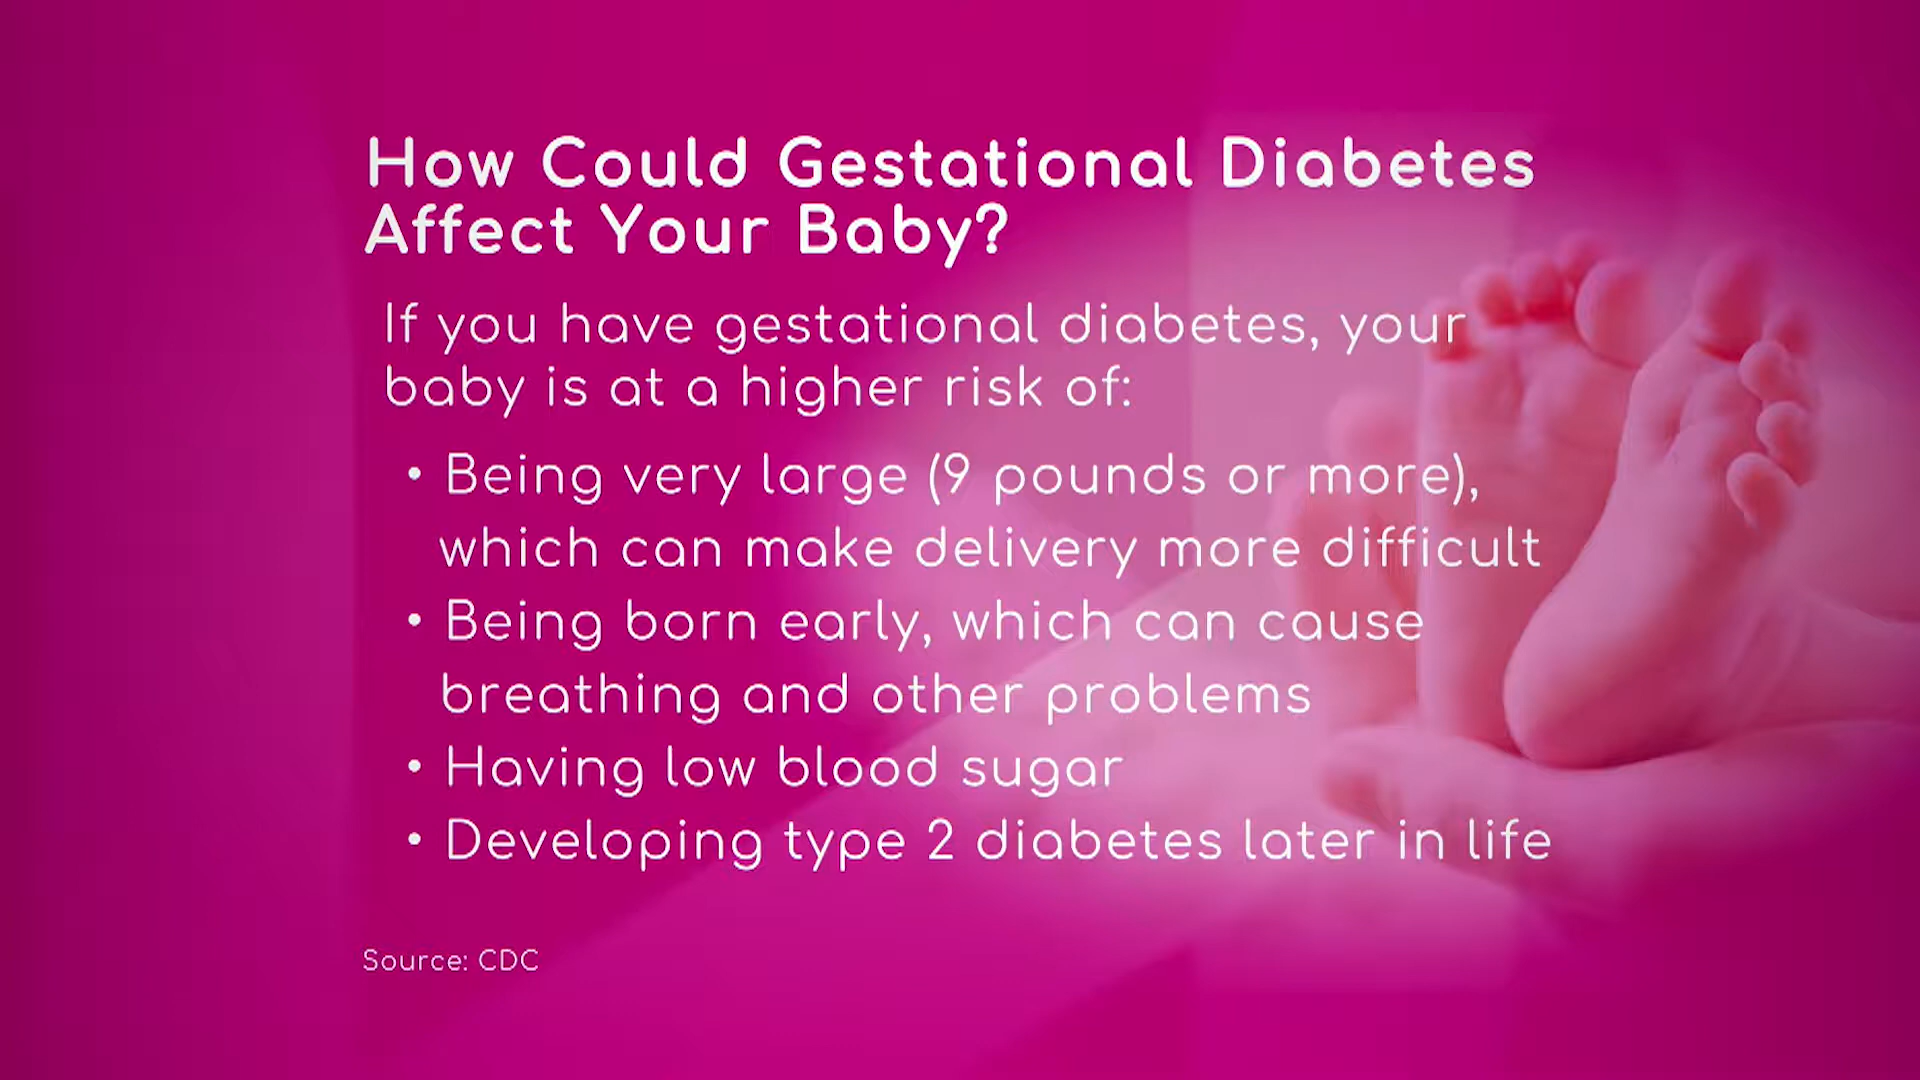 How Could Gestational Diabetes
Affect Your Baby?
If you have gestational diabetes, your
baby is at a higher risk of:
• Being very large (9 pounds or more),
which can make delivery more difficult
• Being born early, which can cause
breathing and other problems
• Having low blood sugar
• Developing type 2 diabetes later in life
Source: CDC